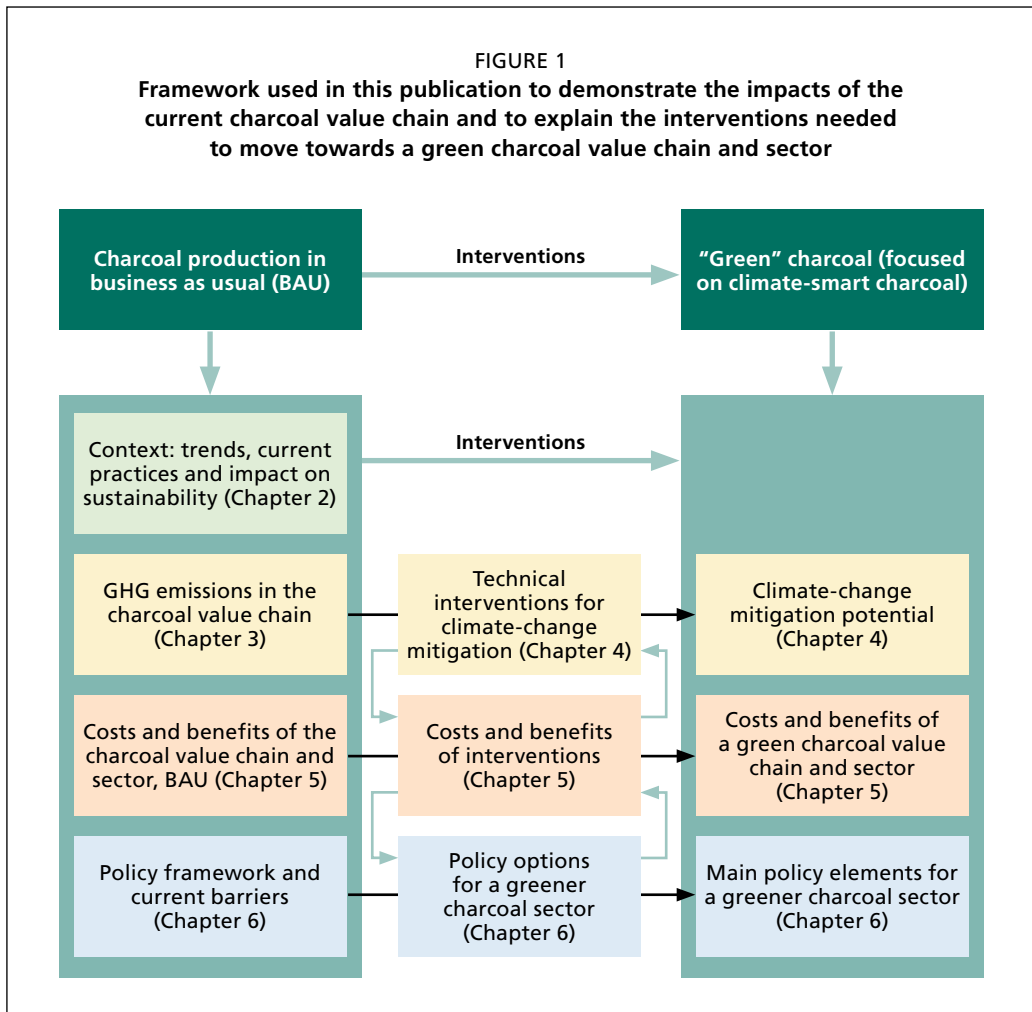 FIGURE 1
Framework used in this publication to demonstrate the impacts of the
current charcoal value chain and to explain the interventions needed
to move towards a green charcoal value chain and sector
Charcoal production in
business as usual (BAU)
Interventions
“Green” charcoal (focused
on climate-smart charcoal)
Context: trends, current
practices and impact on
sustainability (Chapter 2)
Interventions
GHG emissions in the
charcoal value chain
(Chapter 3)
Technical
interventions for
climate-change
mitigation (Chapter 4)
Climate-change
mitigation potential
(Chapter 4)
Costs and benefits of the
charcoal value chain and
sector, BAU (Chapter 5)
Costs and benefits
of interventions
(Chapter 5)
Costs and benefits of
a green charcoal value
chain and sector
(Chapter 5)
Policy framework and
current barriers
(Chapter 6)
Policy options
for a greener
charcoal sector
(Chapter 6)
Main policy elements for
a greener charcoal sector
(Chapter 6)